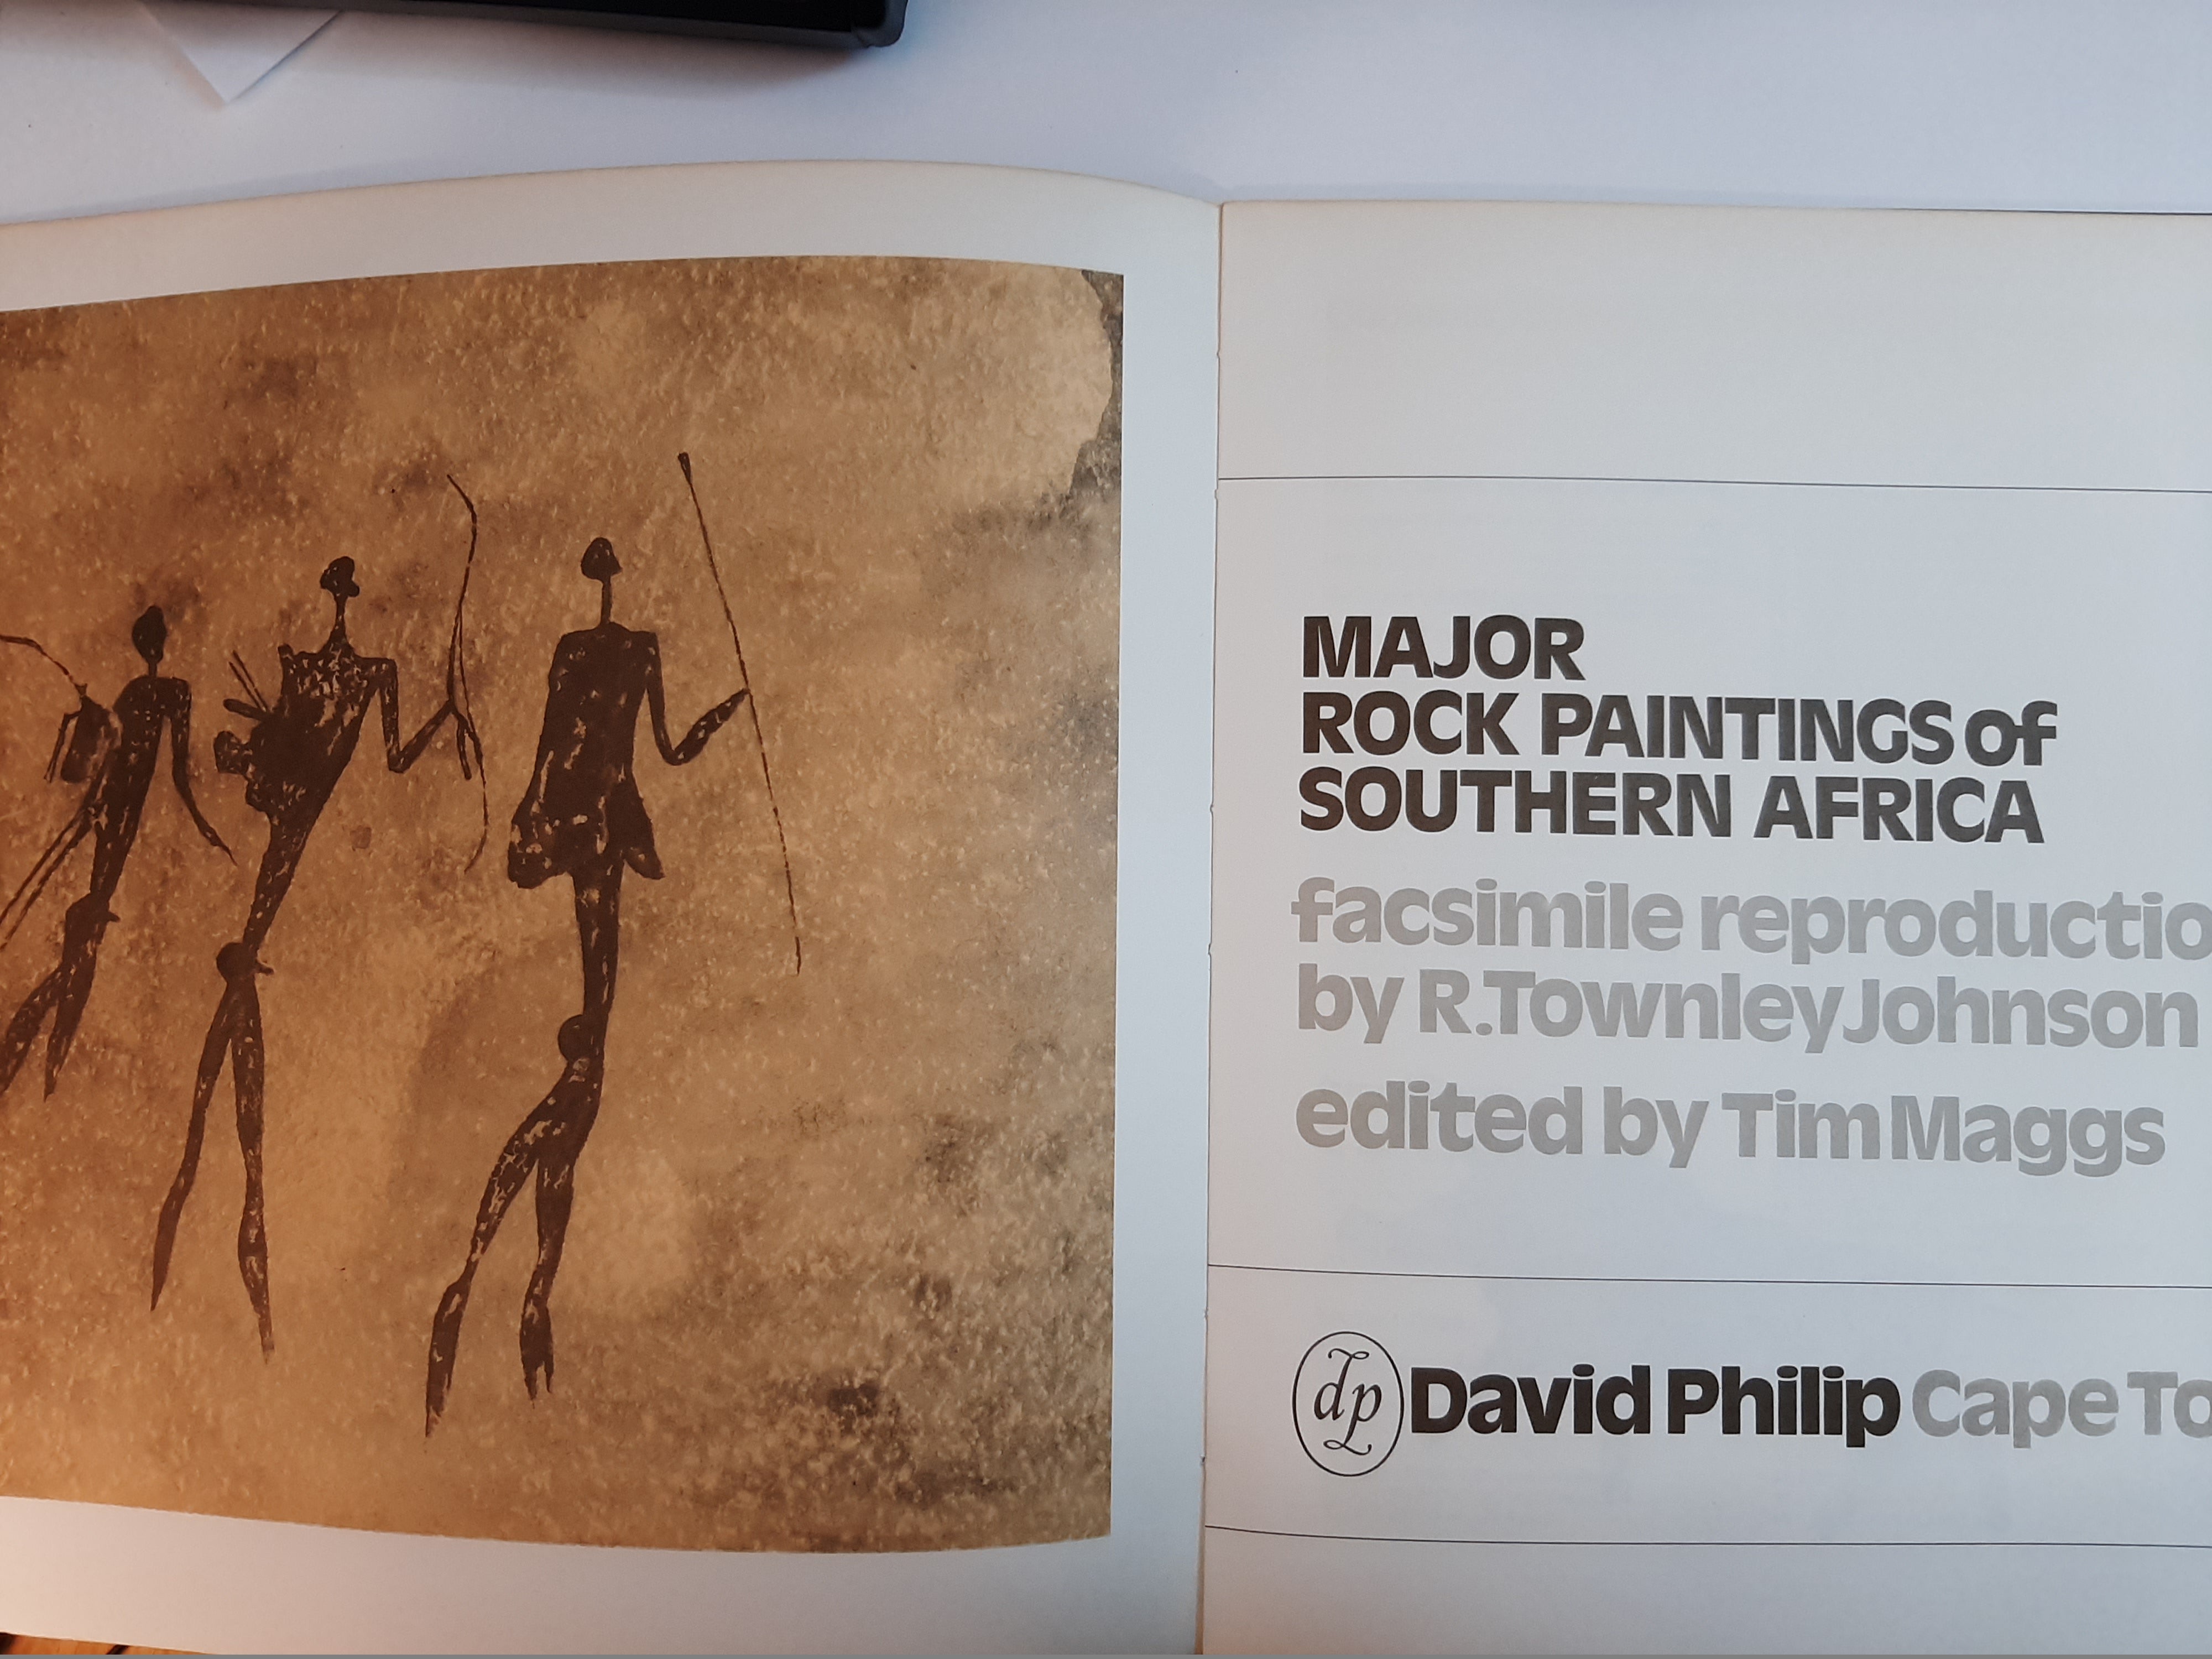 MAJOR
ROCK PAINTINGS of
SOUTHERN AFRICA
facsimile reproductio
by R.Townley Johnson
edited by Tim Maggs
dp David Philip Cape To